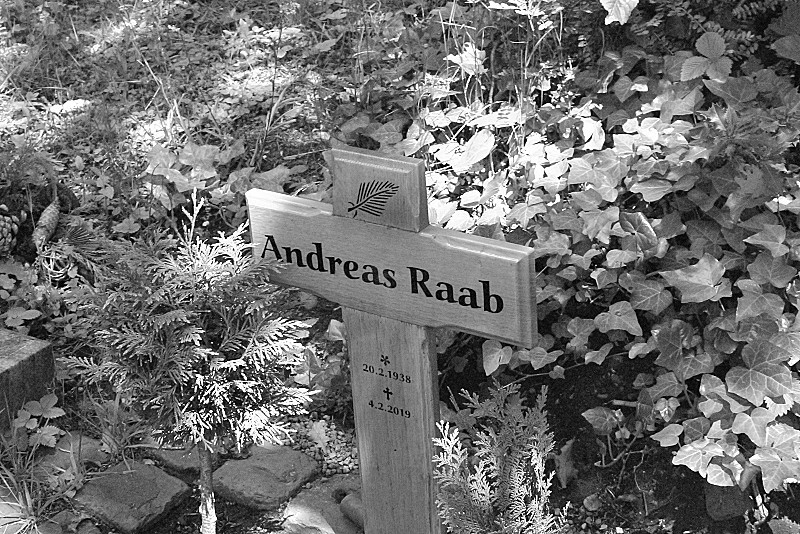 Andreas Raab
* 20.2.1938
✝ 4.2.2019